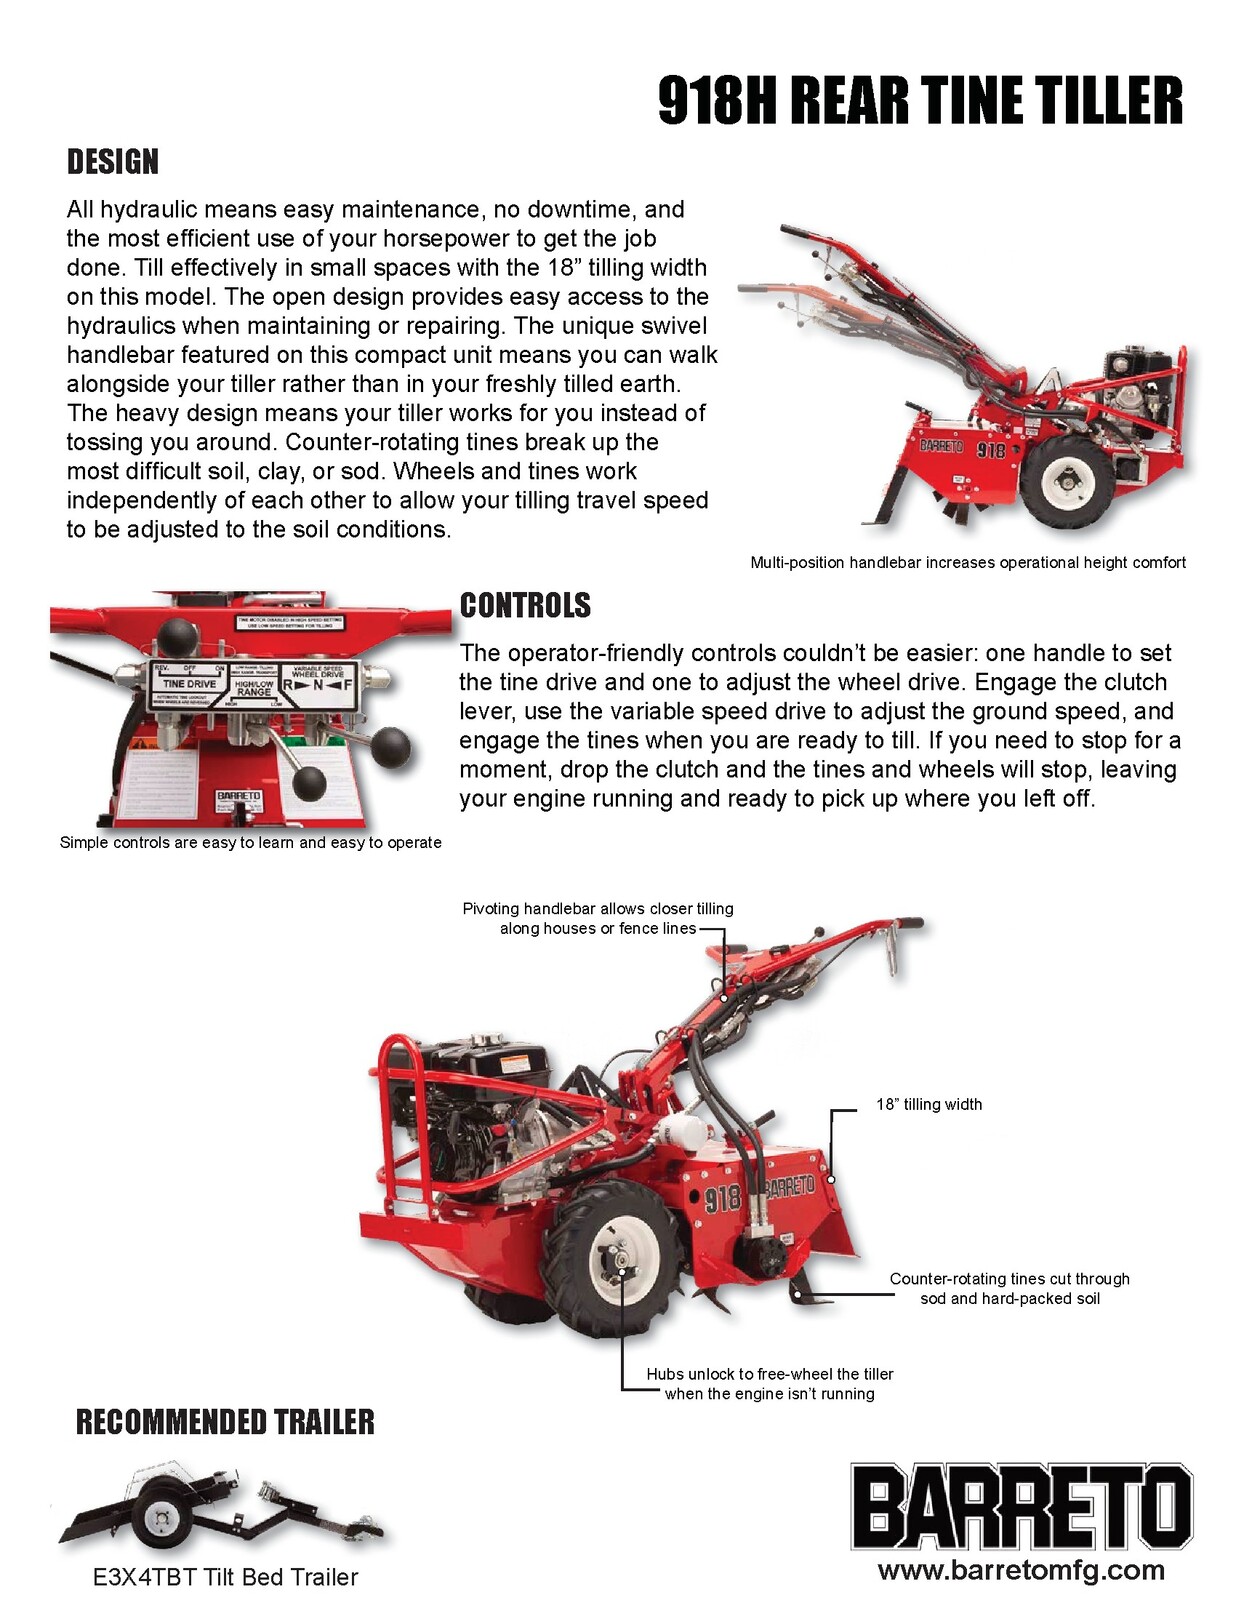 918H REAR TINE TILLER
DESIGN
All hydraulic means easy maintenance, no downtime, and
the most efficient use of your horsepower to get the job
done. Till effectively in small spaces with the 18” tilling width
on this model. The open design provides easy access to the
hydraulics when maintaining or repairing. The unique swivel
handlebar featured on this compact unit means you can walk
alongside your tiller rather than in your freshly tilled earth.
The heavy design means your tiller works for you instead of
tossing you around. Counter-rotating tines break up the
most difficult soil, clay, or sod. Wheels and tines work
independently of each other to allow your tilling travel speed
to be adjusted to the soil conditions.
BARRETO 918
Multi-position handlebar increases operational height comfort
TINE MOTOR DISABLED IN HIGH SPEED SETTING
USE LOW SPEED SETTING FOR TILLING
REV. OFF ON
TINE DRIVE
AUTOMATIC TINE LOCKOUT
WHEN WHEELS ARE REVERSED
LOW RANGE - TILLING
HIGH RANGE - TRANSPORT
HIGH/LOW
RANGE
HIGH LOW
VARIABLE SPEED
WHEEL DRIVE
R N F
BARRETO
Simple controls are easy to learn and easy to operate
CONTROLS
The operator-friendly controls couldn’t be easier: one handle to set
the tine drive and one to adjust the wheel drive. Engage the clutch
lever, use the variable speed drive to adjust the ground speed, and
engage the tines when you are ready to till. If you need to stop for a
moment, drop the clutch and the tines and wheels will stop, leaving
your engine running and ready to pick up where you left off.
Pivoting handlebar allows closer tilling
along houses or fence lines
18” tilling width
918 BARRETO
Counter-rotating tines cut through
sod and hard-packed soil
Hubs unlock to free-wheel the tiller
when the engine isn’t running
RECOMMENDED TRAILER
E3X4TBT Tilt Bed Trailer
BARRETO
www.barretomfg.com